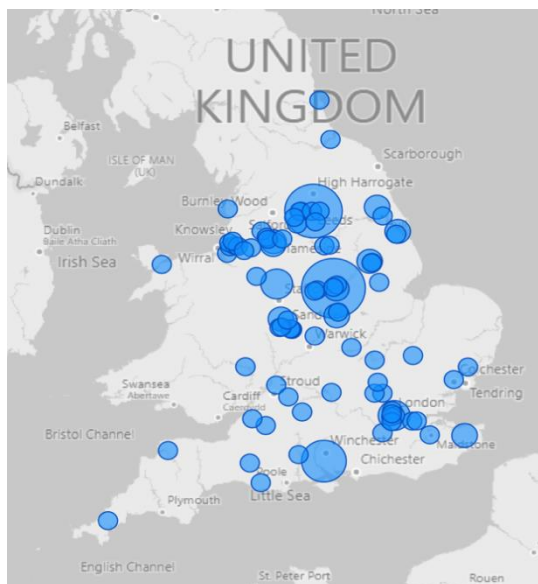 North Sea
UNITED
KINGDOM
Belfast
ISLE OF MAN
(UK)
Scarborough
Dundalk
High Harrogate
Burnley Wood
Dublin
Baile Átha Cliath
Knowsley
Irish Sea
Wirral
Warwick
Swansea
Abertawe
Cardiff
Caerdydd
Stroud
London
Colchester
Tendring
Bristol Channel
Winchester
Maidstone
Chichester
Poole
Little Sea
Plymouth
English Channel
St. Peter Port
Rouen